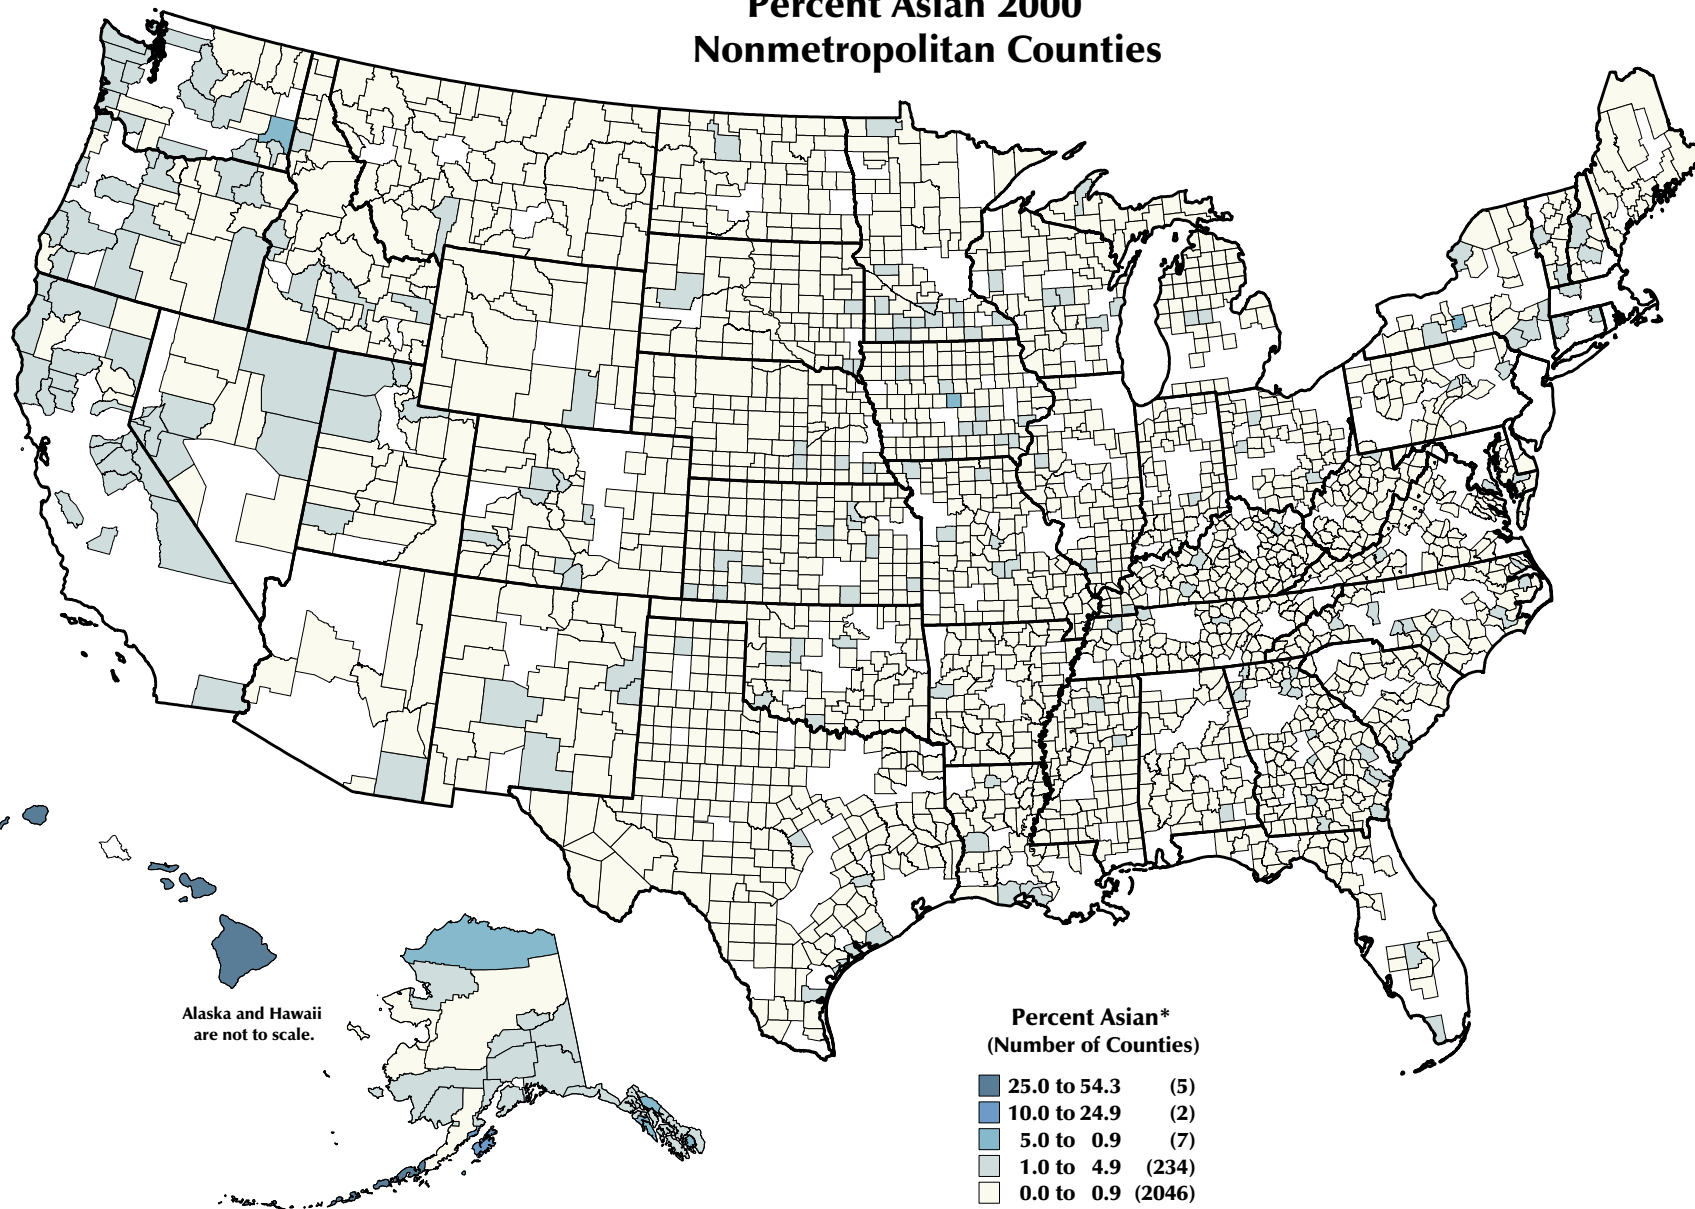 Percent Asian 2000
Nonmetropolitan Counties
Alaska and Hawaii
are not to scale.
Percent Asian*
(Number of Counties)
25.0 to 54.3 (5)
10.0 to 24.9 (2)
5.0 to 0.9 (7)
1.0 to 4.9 (234)
0.0 to 0.9 (2046)